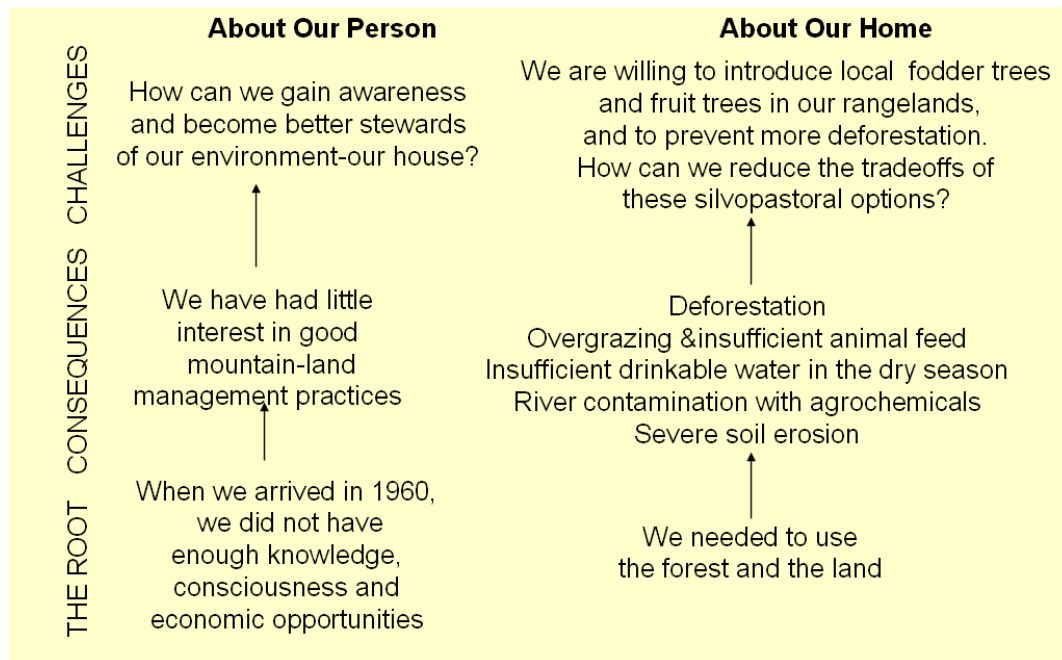 About Our Person
About Our Home
CHALLENGES
How can we gain awareness
and become better stewards
of our environment-our house?
We are willing to introduce local fodder trees
and fruit trees in our rangelands,
and to prevent more deforestation.
How can we reduce the tradeoffs of
these silvopastoral options?
CONSEQUENCES
We have had little
interest in good
mountain-land
management practices
Deforestation
Overgrazing &insufficient animal feed
Insufficient drinkable water in the dry season
River contamination with agrochemicals
Severe soil erosion
THE ROOT
When we arrived in 1960,
we did not have
enough knowledge,
consciousness and
economic opportunities
We needed to use
the forest and the land